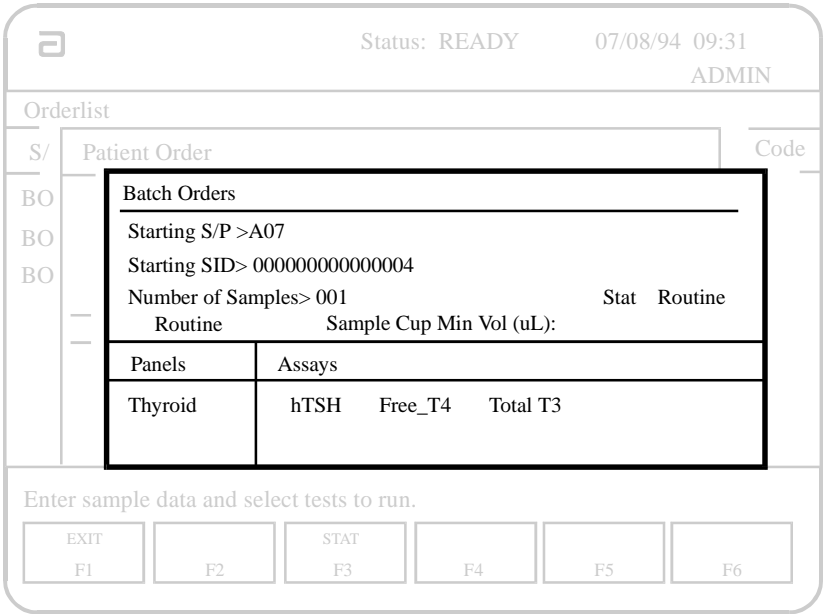 a
Status: READY 07/08/94 09:31
ADMIN
Orderlist
S/ Patient Order Code
BO
BO
BO
Batch Orders
Starting S/P >A07
Starting SID> 000000000000004
Number of Samples> 001 Stat Routine
Routine Sample Cup Min Vol (uL):
Panels Assays
Thyroid hTSH Free_T4 Total T3
Enter sample data and select tests to run.
EXIT STAT
F1 F2 F3 F4 F5 F6